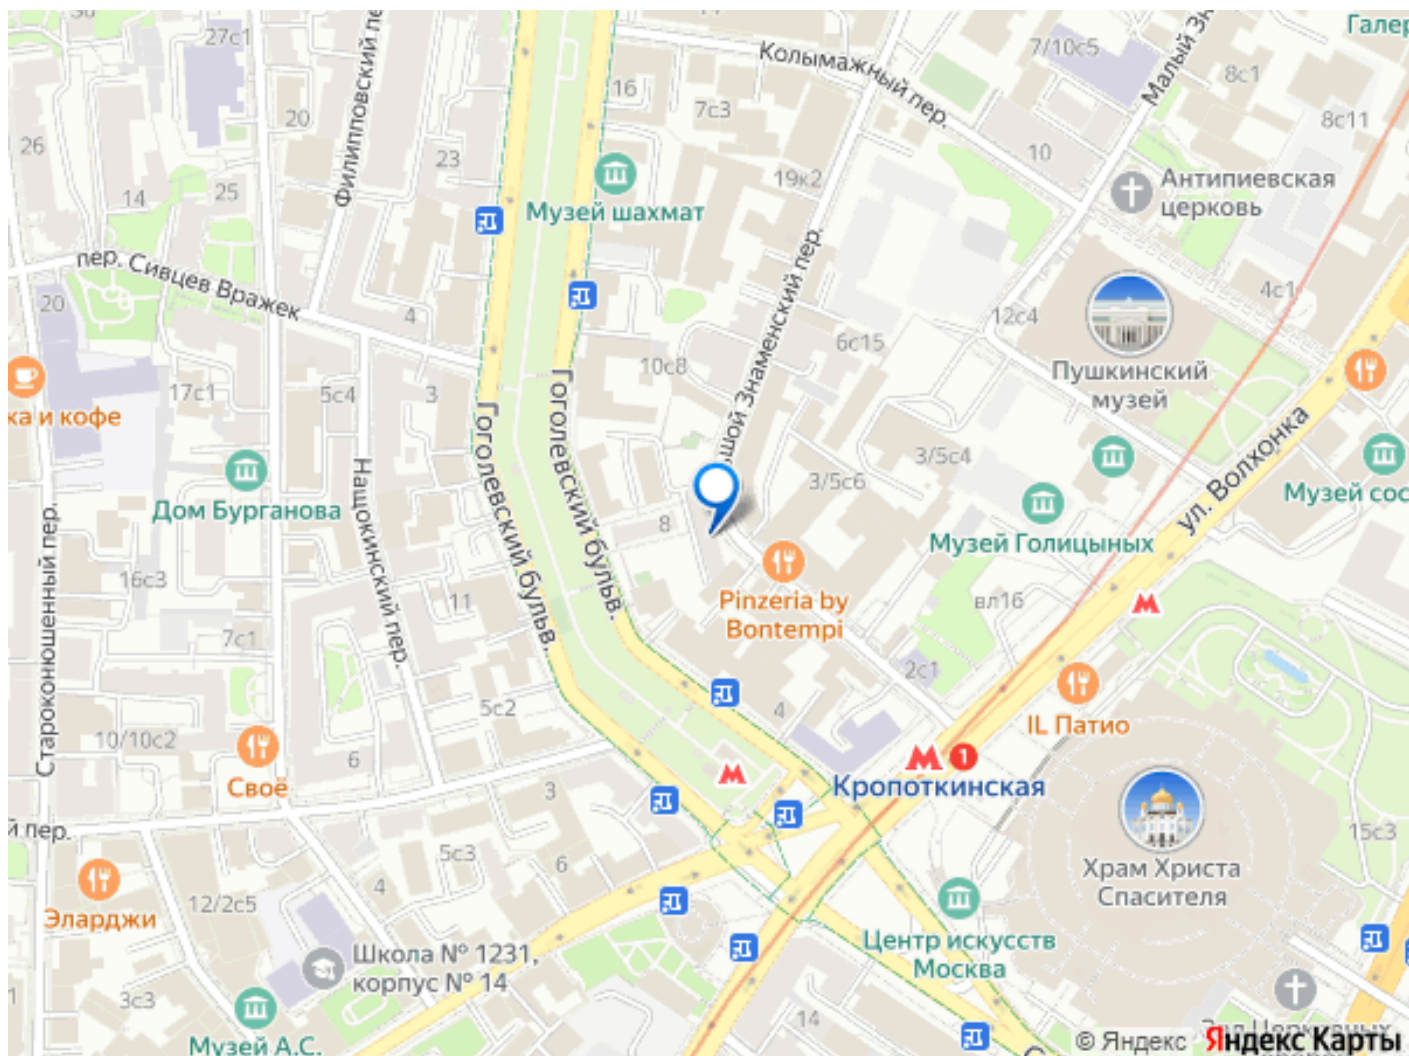 27с1
Филипповский пе
16
7с3
Колымажный пер.
7/10с5
Малый Зн
Галер
8с1
8с11
26
20
23
14
25
Музей шахмат
19к2
10
Антипиевская
церковь
пер. Сивцев Вражек
20
4
10с8
Гоголевский бульв.
Гоголевский бульв.
шой Знаменский пер.
6с15
12с4
4с1
Пушкинский
музей
17с1
5с4
3
ка и кофе
Дом Бурганова
Нащокинский пер.
8
3/5с6
3/5с4
Музей Голицыных
ул. Волхонка
Музей сос
Староконюшенный пер.
16с3
11
7с1
Pinzeria by
Bontempi
вл16
2с1
IL Патио
10/10с2
Своё
6
5с2
4
Кропоткинская
1
й пер.
3
5с3
6
4
Храм Христа
Спасителя
15с3
Эларджи
12/2с5
Школа № 1231,
корпус № 14
Центр искусств
Москва
3с3
Музей А.С.
14
© Яндекс Яндекс Карты